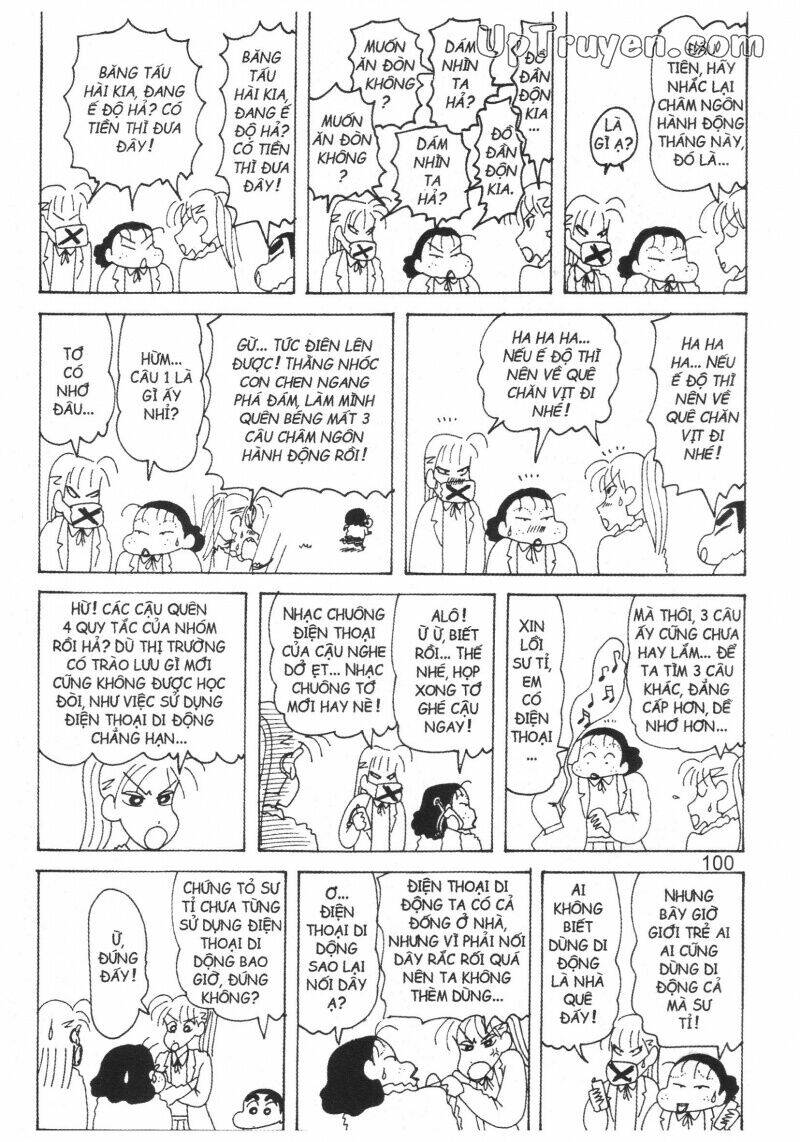 UpTruyen.com
ĐẦU
TIÊN, HÃY
NHẮC LẠI
CHÂM NGÔN
HÀNH ĐỘNG
THÁNG NÀY,
ĐÓ LÀ...
LÀ
GÌ Ạ?
ĐỒ
ĐẦN
ĐỘN
KIA
...
DÁM
NHÌN TA
HẢ?
MUỐN
ĂN ĐÒN
KHÔNG
?
ĐỒ
ĐẦN
ĐỘN
KIA.
DÁM
NHÌN
TA
HẢ?
MUỐN
ĂN ĐÒN
KHÔNG
?
BĂNG
TẤU
HÀI KIA,
ĐANG Ế
ĐỘ HẢ?
CÓ TIỀN
THÌ ĐƯA
ĐÂY!
BĂNG TẤU
HÀI KIA, ĐANG
Ế ĐỘ HẢ? CÓ
TIỀN THÌ ĐƯA
ĐÂY!
HA HA
HA... NẾU
Ế ĐỘ THÌ
NÊN VỀ
QUÊ CHĂN
VỊT ĐI
NHÉ!
HA HA HA...
NẾU Ế ĐỘ THÌ
NÊN VỀ QUÊ
CHĂN VỊT ĐI
NHÉ!
GỪ... TỨC ĐIÊN LÊN
ĐƯỢC! THẰNG NHÓC
CON CHEN NGANG
PHÁ ĐÁM, LÀM MÌNH
QUÊN BÉNG MẤT 3
CÂU CHÂM NGÔN
HÀNH ĐỘNG RỒI!
HỪM...
CÂU 1 LÀ
GÌ ẤY
NHỈ?
TỚ
CÓ
NHỚ
ĐÂU...
MÀ THÔI, 3 CÂU
ẤY CŨNG CHƯA
HAY LẮM... ĐỂ
TA TÌM 3 CÂU
KHÁC, ĐẲNG
CẤP HƠN, DỄ
NHỚ HƠN...
XIN
LỖI
SƯ TỈ,
EM
CÓ
ĐIỆN
THOẠI
...
ALÔ!
Ừ Ừ, BIẾT
RỒI... THẾ
NHÉ, HỌP
XONG TỚ
GHÉ CẬU
NGAY!
NHẠC CHUÔNG
ĐIỆN THOẠI
CỦA CẬU NGHE
DỞ ẸT... NHẠC
CHUÔNG TỚ
MỚI HAY NÈ!
HỪ! CÁC CẬU QUÊN
4 QUY TẮC CỦA NHÓM
RỒI HẢ? DÙ THỊ TRƯỜNG
CÓ TRÀO LƯU GÌ MỚI
CŨNG KHÔNG ĐƯỢC HỌC
ĐÒI, NHƯ VIỆC SỬ DỤNG
ĐIỆN THOẠI DI ĐỘNG
CHẲNG HẠN...
100
NHƯNG
BÂY GIỜ
GIỚI TRẺ AI
AI CŨNG
DÙNG DI
ĐỘNG CẢ
MÀ SƯ
TỈ!
AI
KHÔNG
BIẾT
DÙNG DI
ĐỘNG
LÀ NHÀ
QUÊ
ĐẤY!
ĐIỆN THOẠI DI
ĐỘNG TA CÓ CẢ
ĐỐNG Ở NHÀ,
NHƯNG VÌ PHẢI NỐI
DÂY RẮC RỐI QUÁ
NÊN TA KHÔNG
THÈM DÙNG...
Ơ...
ĐIỆN
THOẠI DI
ĐỘNG
SAO LẠI
NỐI DÂY
Ạ?
CHỨNG TỎ SƯ
TỈ CHƯA TỪNG
SỬ DỤNG ĐIỆN
THOẠI DI
ĐỘNG BAO
GIỜ, ĐÚNG
KHÔNG?
Ừ,
ĐÚNG
ĐẤY!